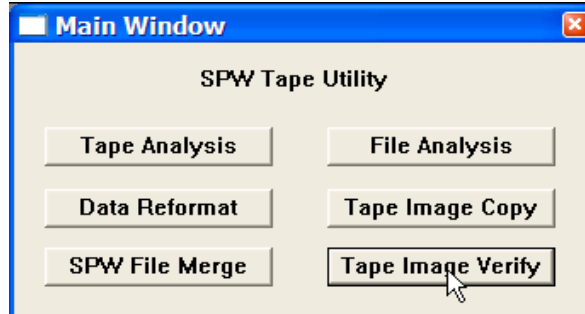 Main Window
SPW Tape Utility
Tape Analysis
File Analysis
Data Reformat
Tape Image Copy
SPW File Merge
Tape Image Verify